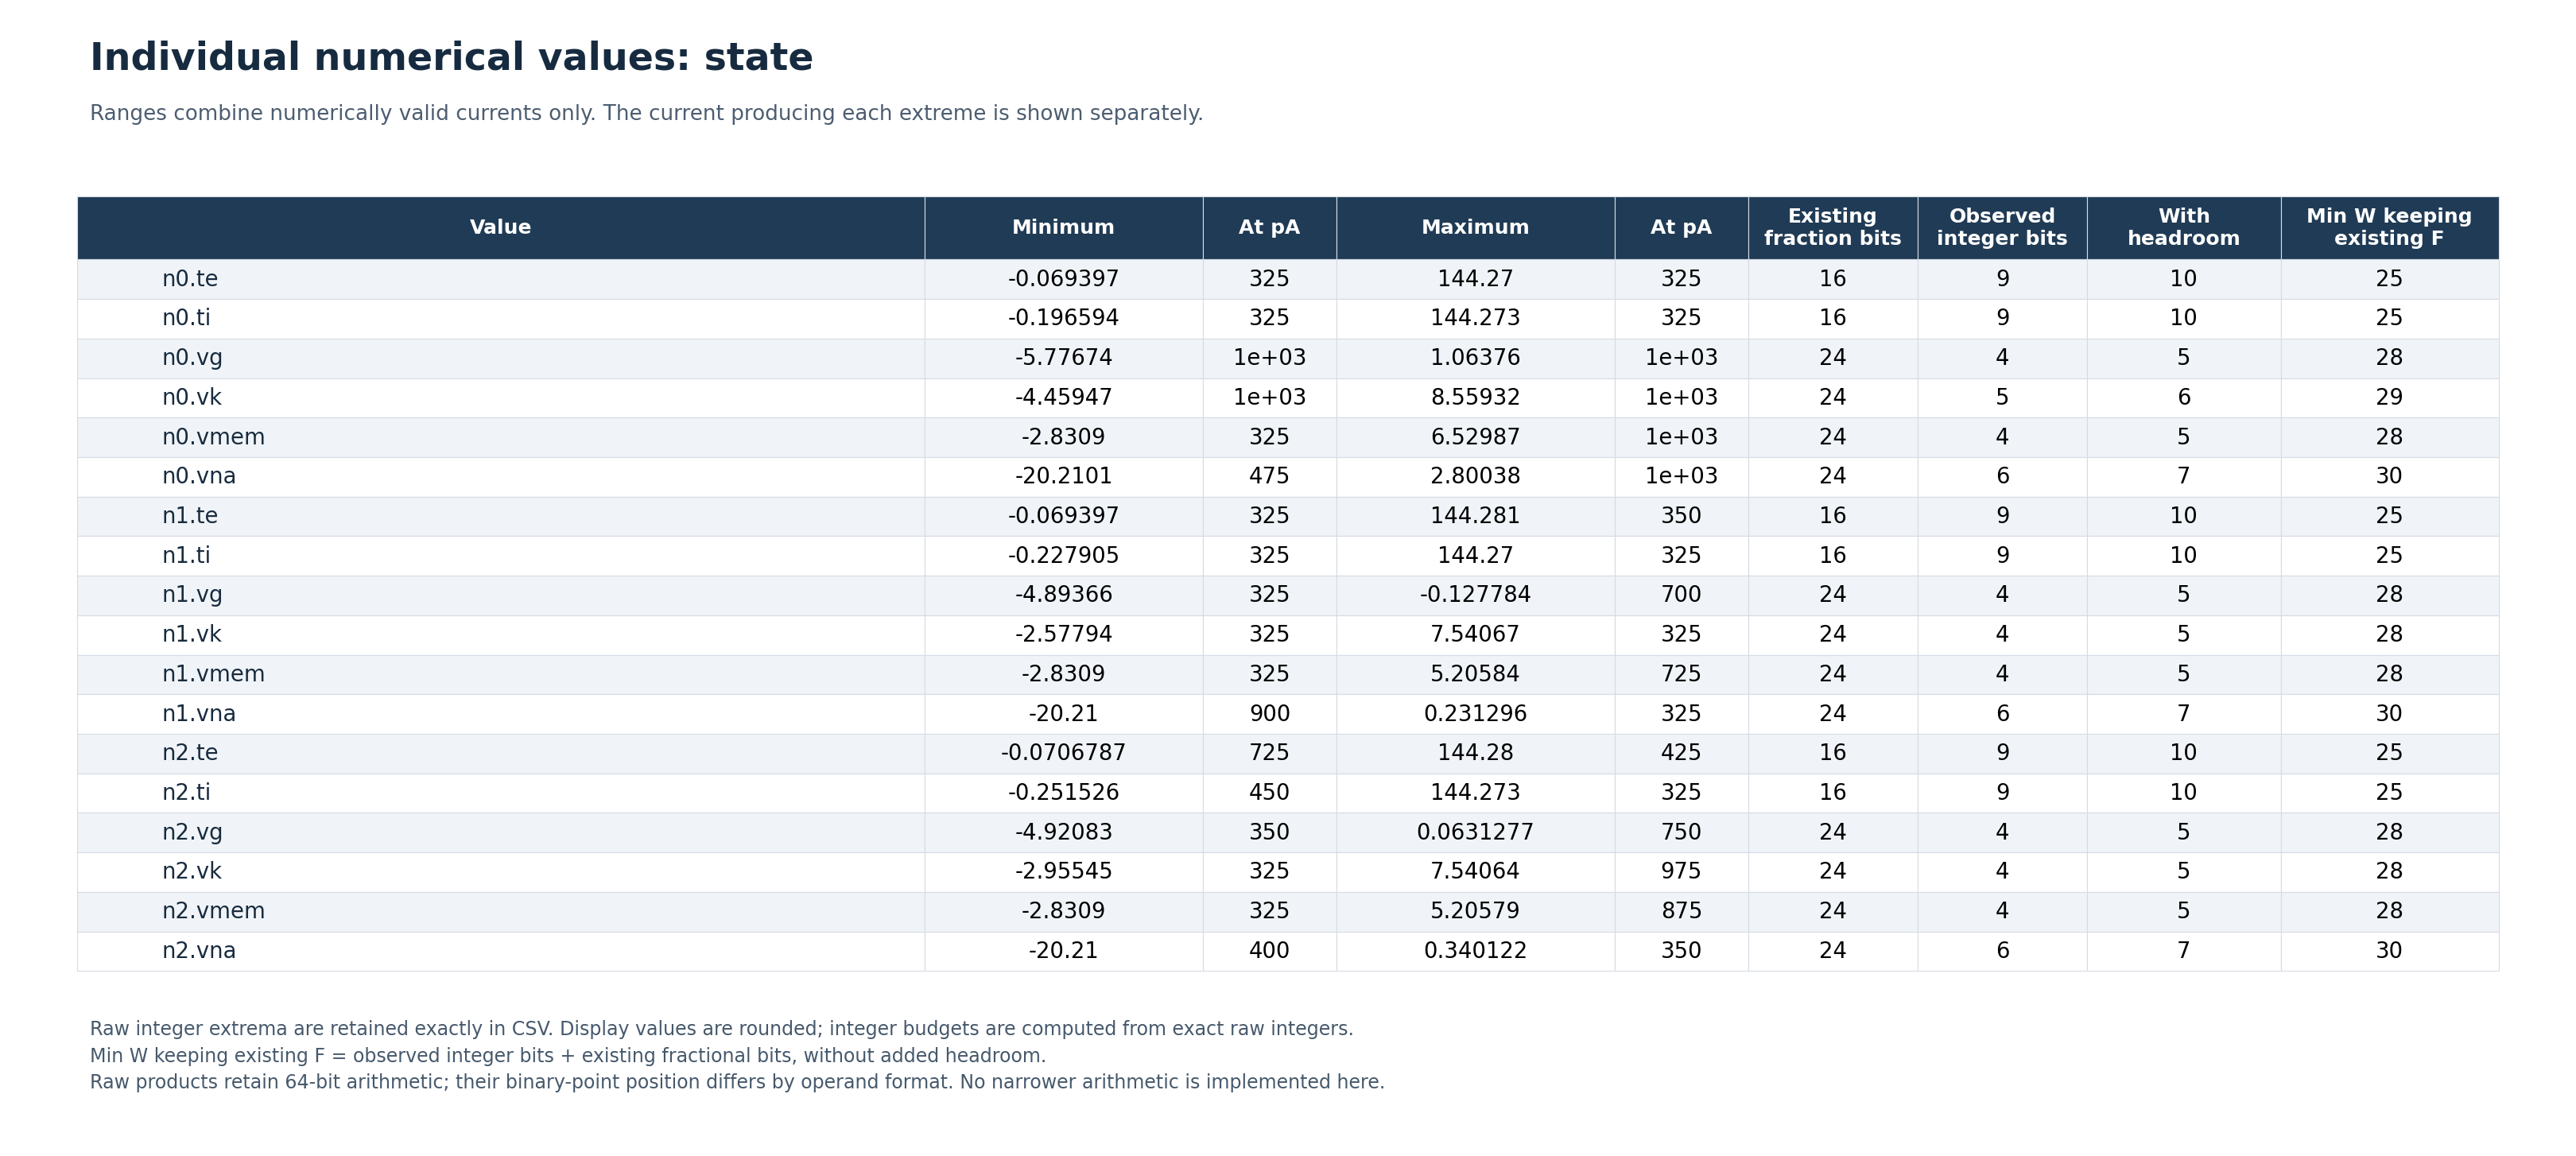 Individual numerical values: state
Ranges combine numerically valid currents only. The current producing each extreme is shown separately.
Value Minimum At pA Maximum At pA Existing fraction bits Observed integer bits With headroom Min W keeping existing F
n0.te -0.069397 325 144.27 325 16 9 10 25
n0.ti -0.196594 325 144.273 325 16 9 10 25
n0.vg -5.77674 1e+03 1.06376 1e+03 24 4 5 28
n0.vk -4.45947 1e+03 8.55932 1e+03 24 5 6 29
n0.vmem -2.8309 325 6.52987 1e+03 24 4 5 28
n0.vna -20.2101 475 2.80038 1e+03 24 6 7 30
n1.te -0.069397 325 144.281 350 16 9 10 25
n1.ti -0.227905 325 144.27 325 16 9 10 25
n1.vg -4.89366 325 -0.127784 700 24 4 5 28
n1.vk -2.57794 325 7.54067 325 24 4 5 28
n1.vmem -2.8309 325 5.20584 725 24 4 5 28
n1.vna -20.21 900 0.231296 325 24 6 7 30
n2.te -0.0706787 725 144.28 425 16 9 10 25
n2.ti -0.251526 450 144.273 325 16 9 10 25
n2.vg -4.92083 350 0.0631277 750 24 4 5 28
n2.vk -2.95545 325 7.54064 975 24 4 5 28
n2.vmem -2.8309 325 5.20579 875 24 4 5 28
n2.vna -20.21 400 0.340122 350 24 6 7 30
Raw integer extrema are retained exactly in CSV. Display values are rounded; integer budgets are computed from exact raw integers.
Min W keeping existing F = observed integer bits + existing fractional bits, without added headroom.
Raw products retain 64-bit arithmetic; their binary-point position differs by operand format. No narrower arithmetic is implemented here.